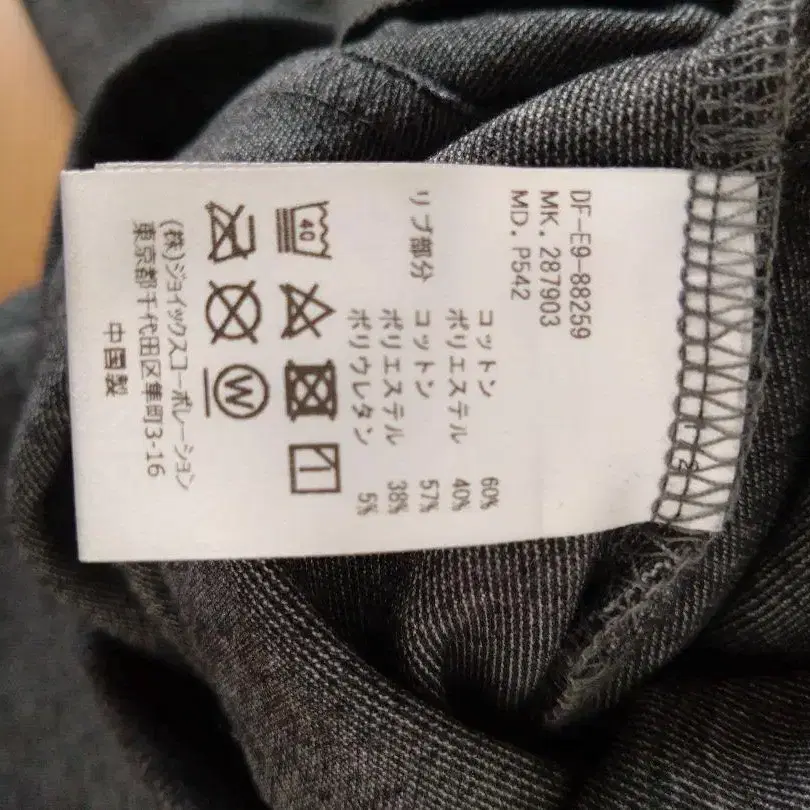 DF-E9-88259
MK. 287903
MD. P542
コットン 60%
ポリエステル 40%
リブ部分 コットン 57%
ポリエステル 38%
ポリウレタン 5%
40
W
(株)ジョイックスコーポレーション
東京都千代田区隼町3-16
中国製